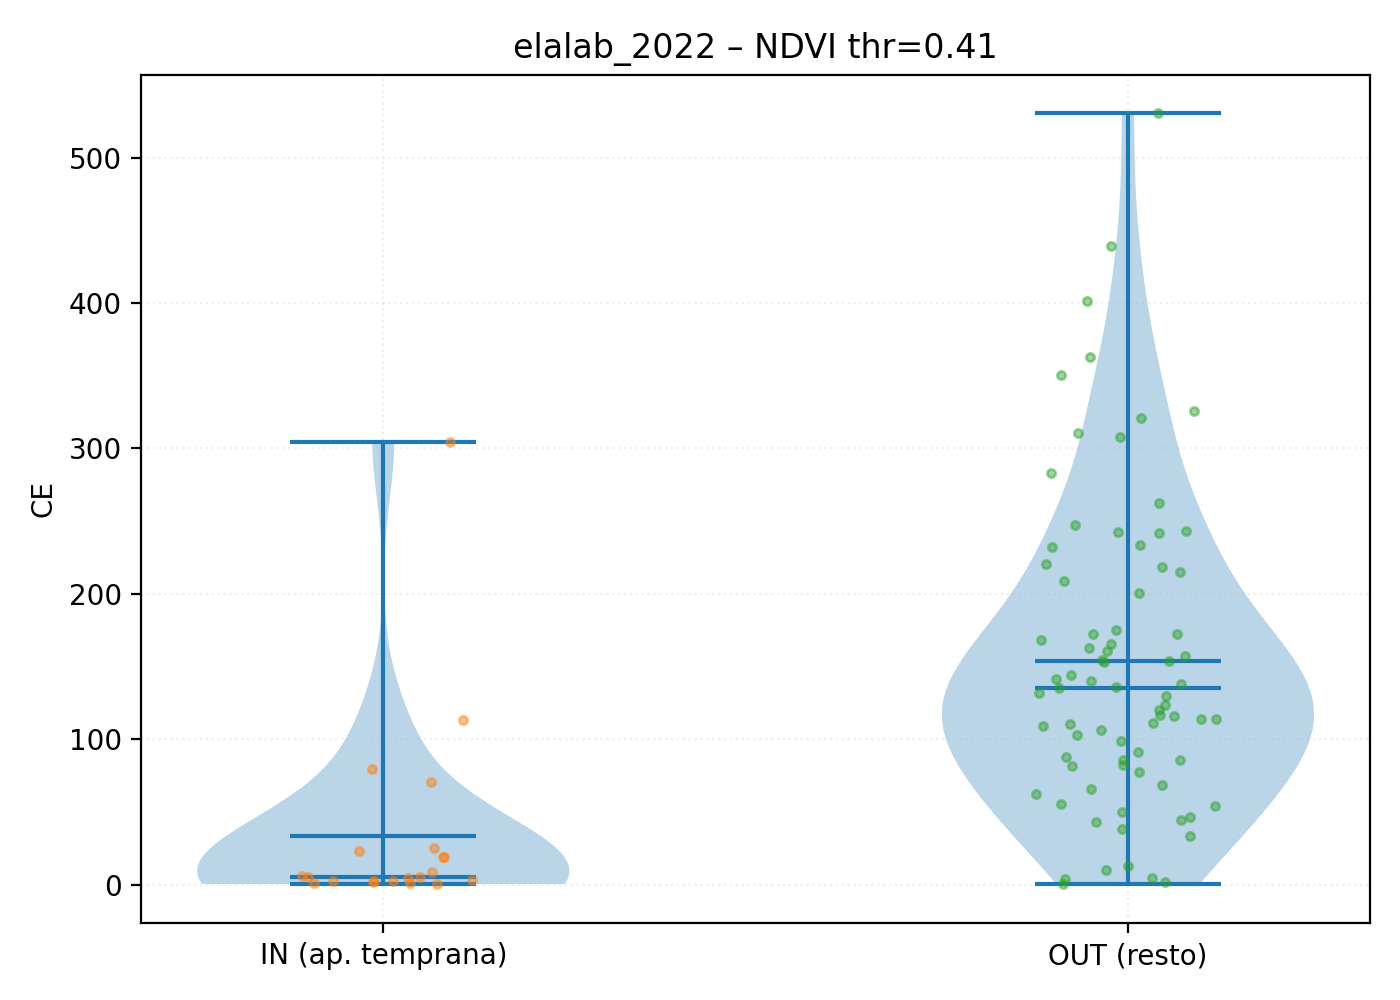 elalab_2022 – NDVI thr=0.41
CE
500
400
300
200
100
0
IN (ap. temprana)
OUT (resto)